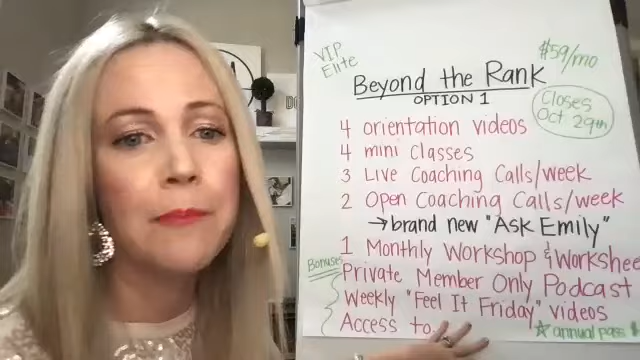 VIP
Elite
$59/mo
Beyond the Rank
OPTION 1
Closes
Oct 29th
4 orientation videos
4 mini classes
3 Live Coaching Calls/week
2 Open Coaching Calls/week
→ brand new "Ask Emily"
1 Monthly Workshop & Workshee
Bonuses
Private Member Only Podcast
Weekly "Feel It Friday" videos
Access to
☆ annual pass